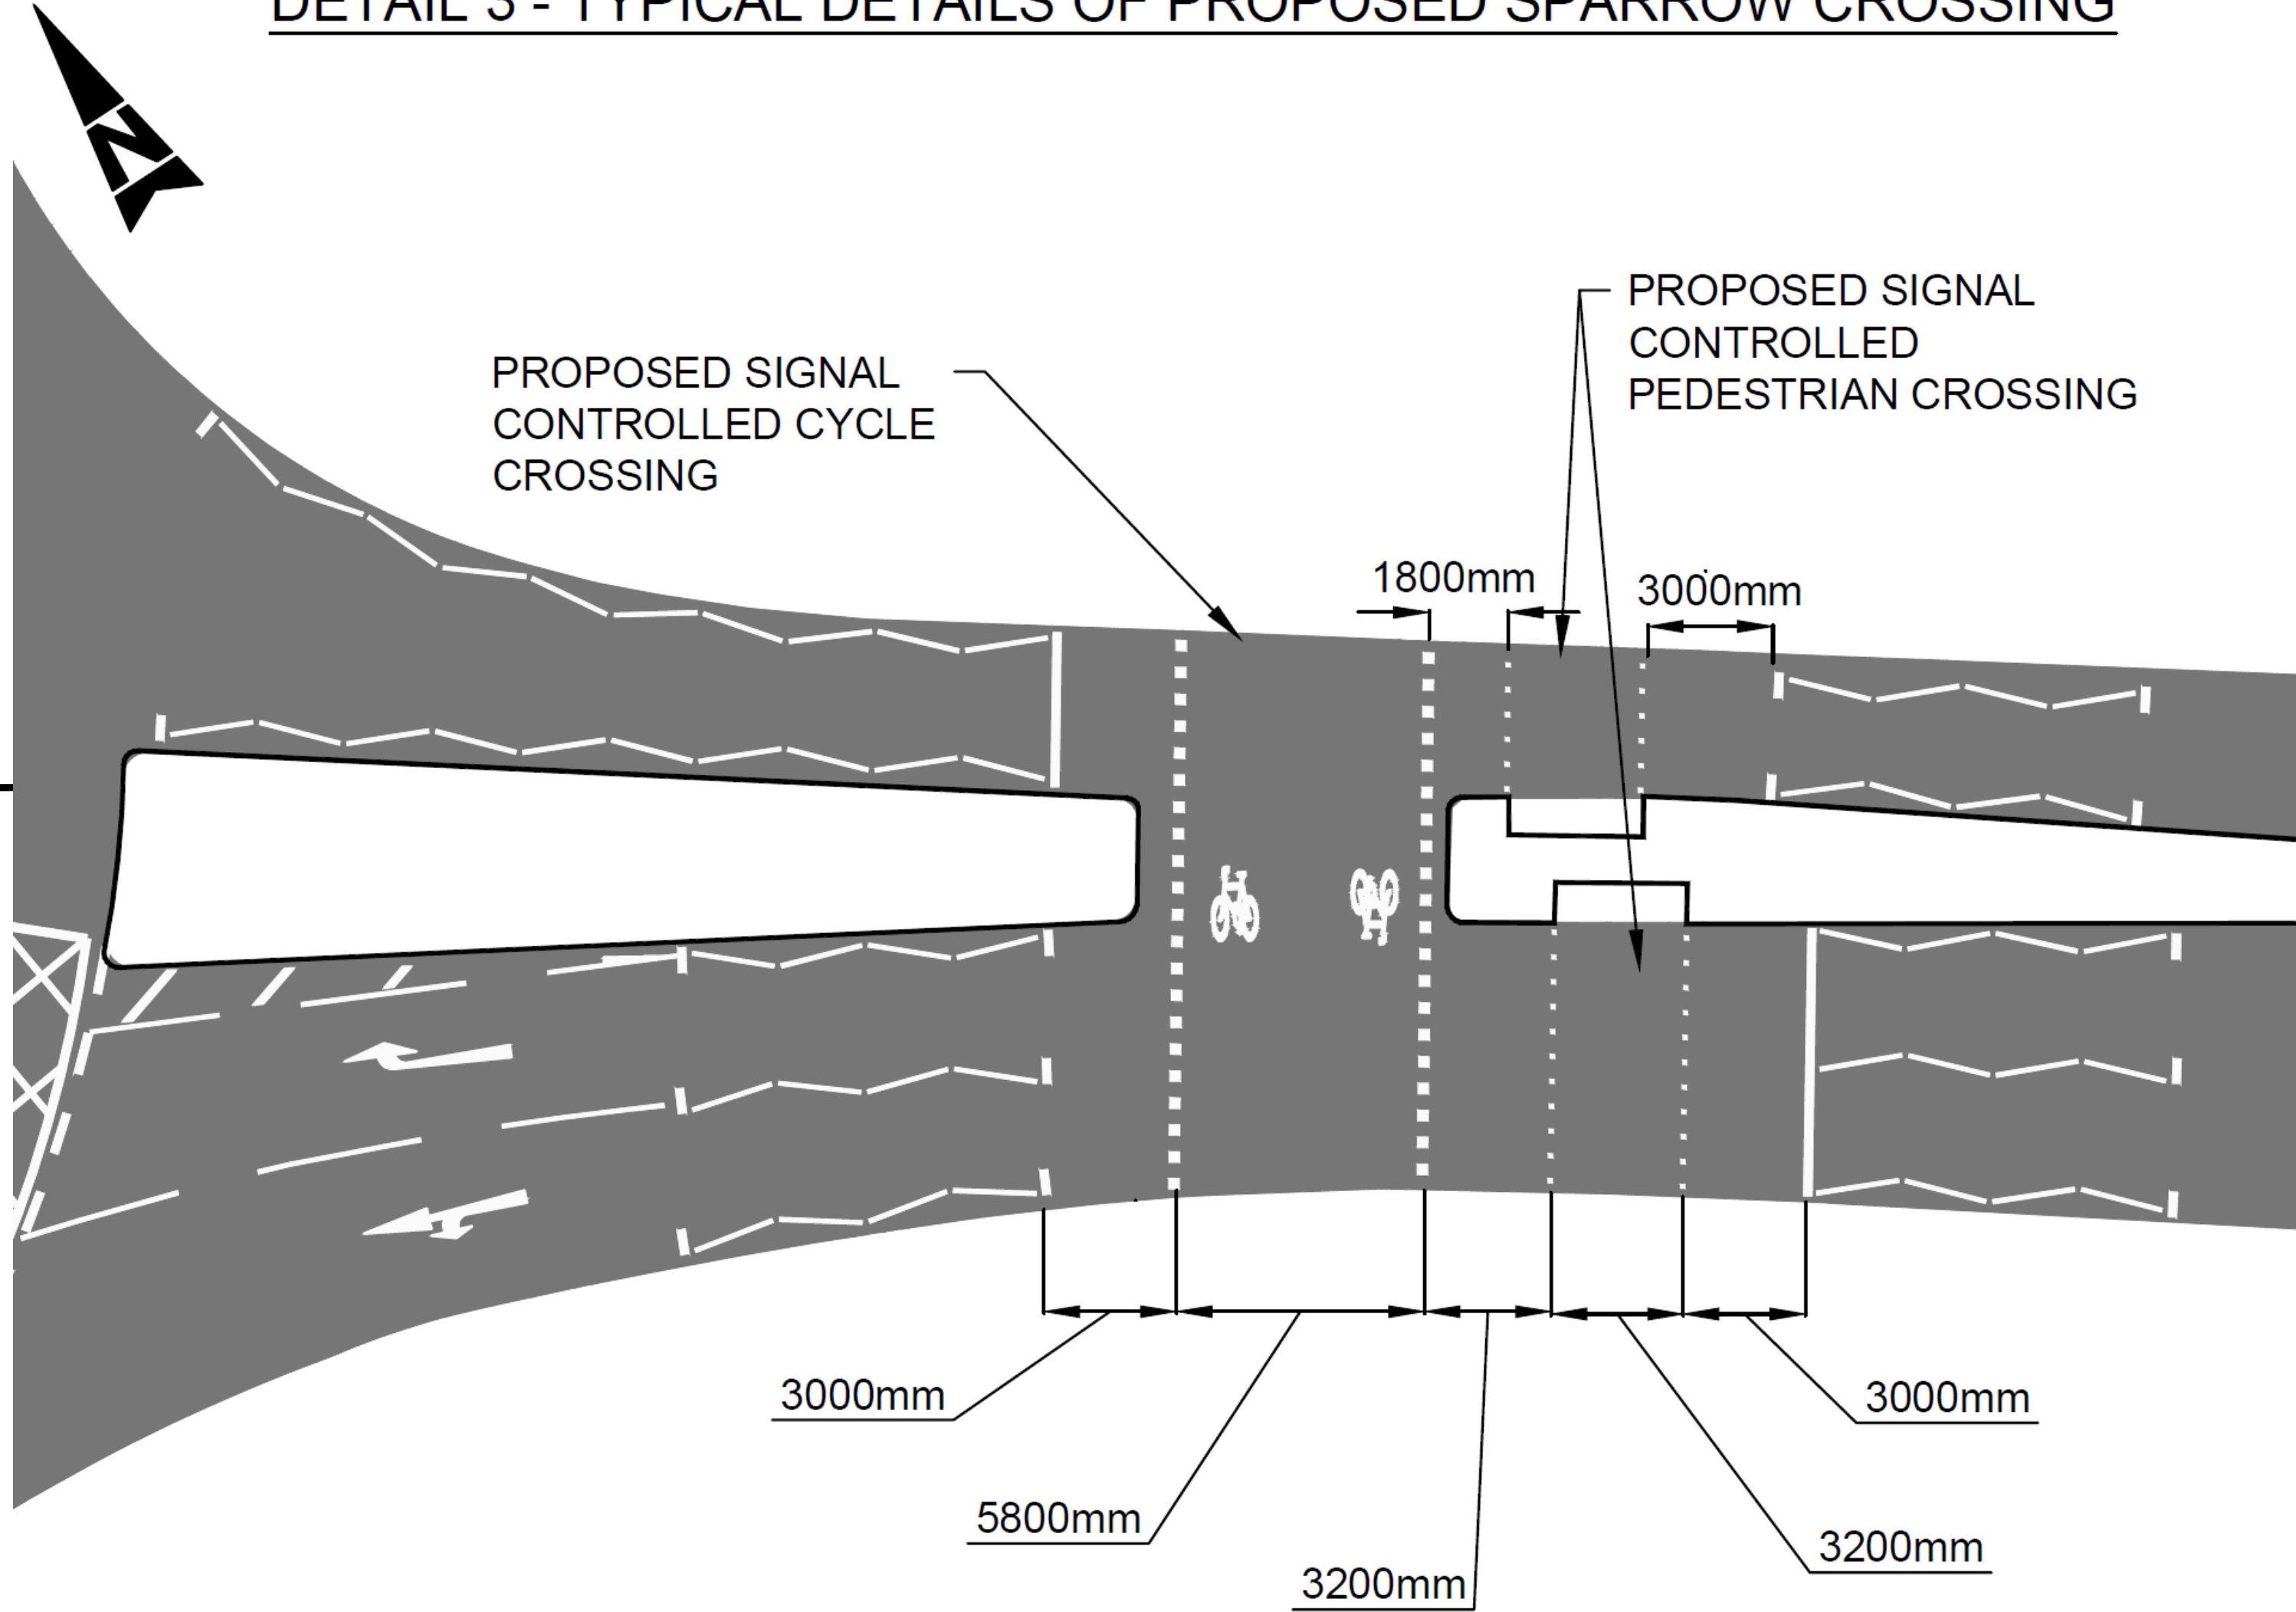 DETAIL 3 - TYPICAL DETAILS OF PROPOSED SPARROW CROSSING
N
PROPOSED SIGNAL
CONTROLLED CYCLE
CROSSING
PROPOSED SIGNAL
CONTROLLED
PEDESTRIAN CROSSING
1800mm
3000mm
3000mm
5800mm
3200mm
3200mm
3000mm